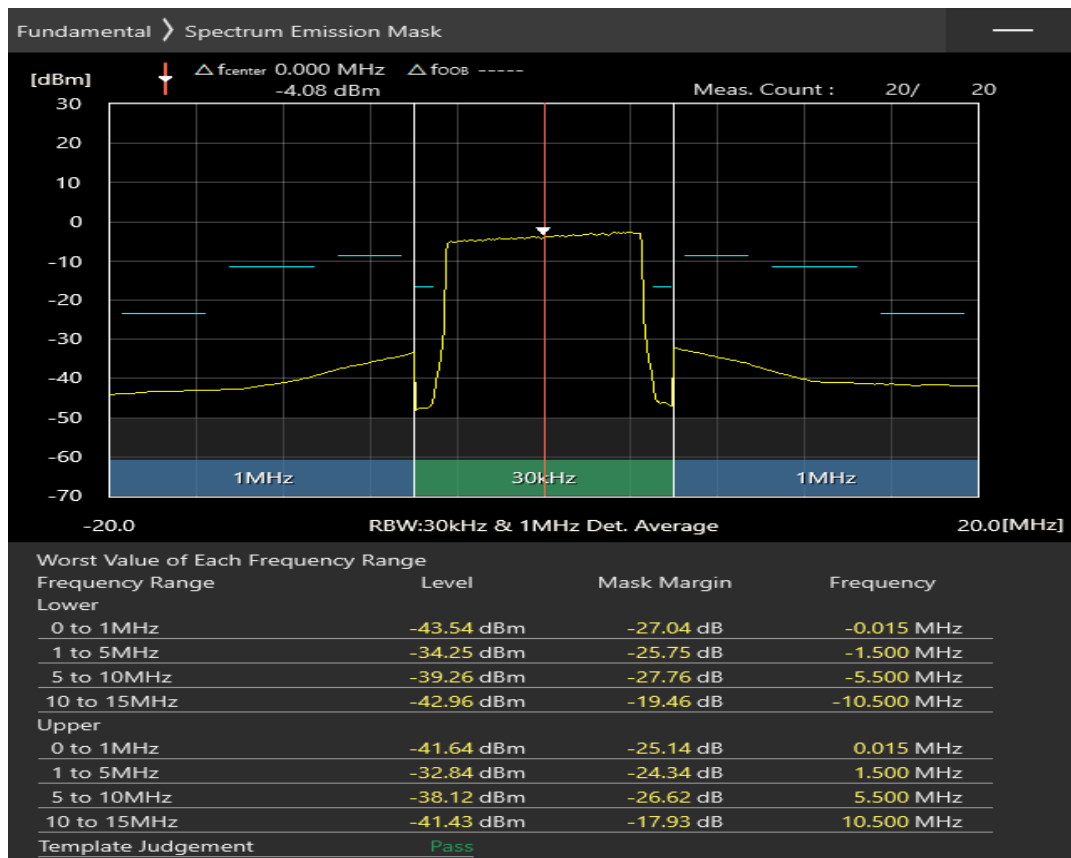 Fundamental ❯ Spectrum Emission Mask
[dBm] △ fcenter 0.000 MHz △ fOOB -----
-4.08 dBm Meas. Count : 20/ 20
30
20
10
0
-10
-20
-30
-40
-50
-60
1MHz 30kHz 1MHz
-70
-20.0 RBW:30kHz & 1MHz Det. Average 20.0[MHz]
Worst Value of Each Frequency Range
Frequency Range Level Mask Margin Frequency
Lower
0 to 1MHz -43.54 dBm -27.04 dB -0.015 MHz
1 to 5MHz -34.25 dBm -25.75 dB -1.500 MHz
5 to 10MHz -39.26 dBm -27.76 dB -5.500 MHz
10 to 15MHz -42.96 dBm -19.46 dB -10.500 MHz
Upper
0 to 1MHz -41.64 dBm -25.14 dB 0.015 MHz
1 to 5MHz -32.84 dBm -24.34 dB 1.500 MHz
5 to 10MHz -38.12 dBm -26.62 dB 5.500 MHz
10 to 15MHz -41.43 dBm -17.93 dB 10.500 MHz
Template Judgement Pass